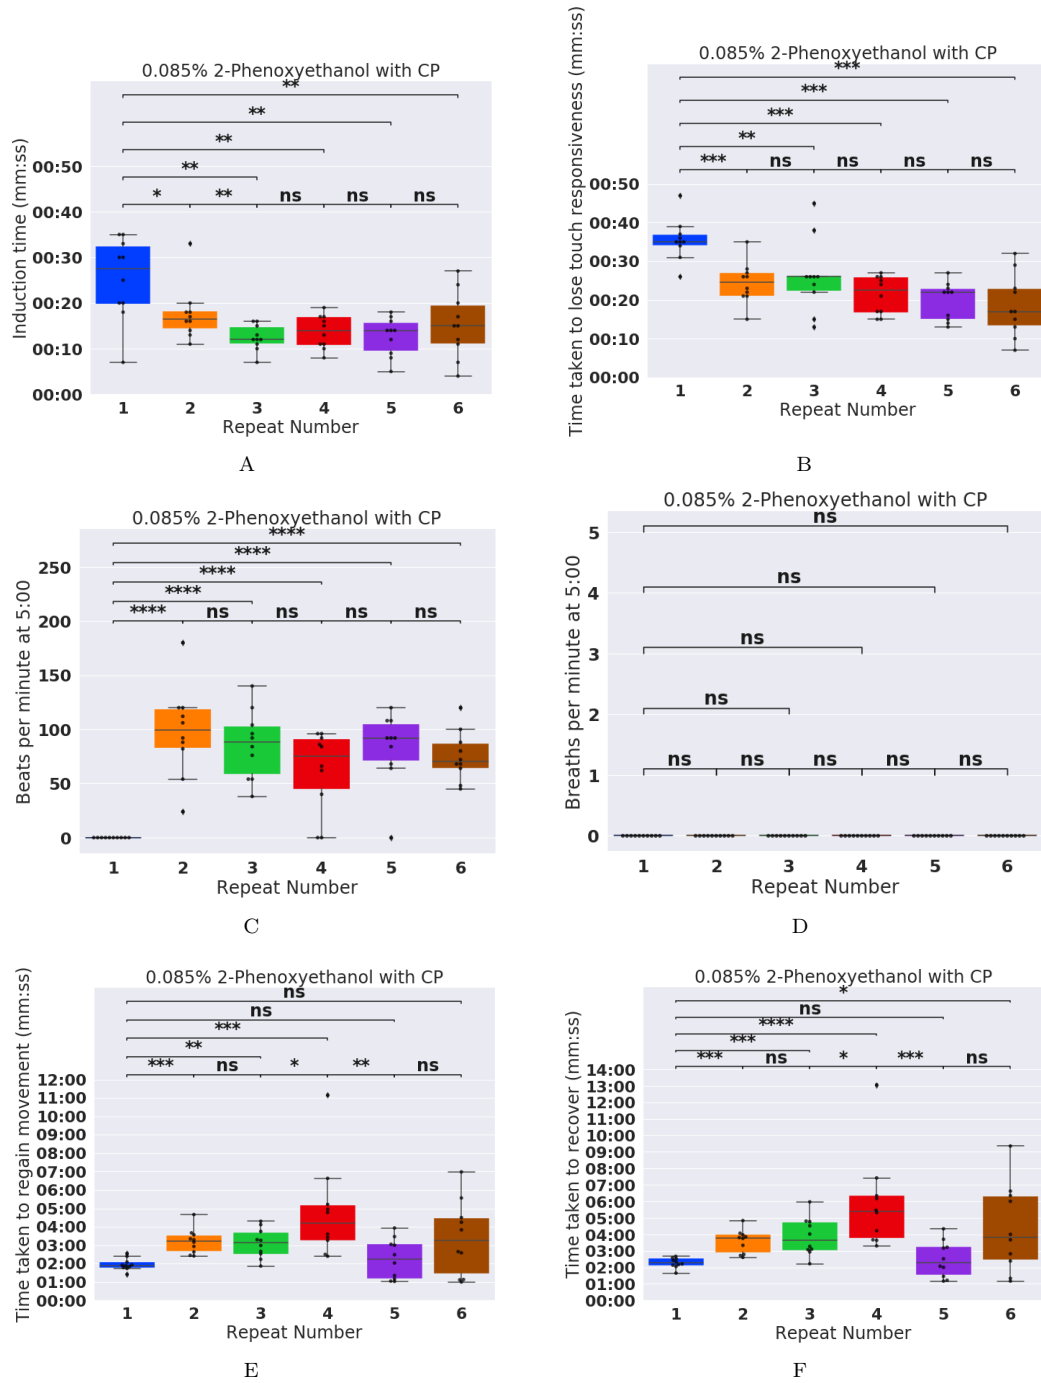 0.085% 2-Phenoxyethanol with CP
**
**
**
**
* ** ns ns ns
Induction time (mm:ss)
00:50
00:40
00:30
00:20
00:10
00:00
1 2 3 4 5 6
Repeat Number
A
0.085% 2-Phenoxyethanol with CP
***
***
***
**
*** ns ns ns ns
Time taken to lose touch responsiveness (mm:ss)
00:50
00:40
00:30
00:20
00:10
00:00
1 2 3 4 5 6
Repeat Number
B
0.085% 2-Phenoxyethanol with CP
****
****
****
****
**** ns ns ns ns
Beats per minute at 5:00
250
200
150
100
50
0
1 2 3 4 5 6
Repeat Number
C
0.085% 2-Phenoxyethanol with CP
ns
ns
ns
ns
ns ns ns ns ns
Breaths per minute at 5:00
5
4
3
2
1
0
1 2 3 4 5 6
Repeat Number
D
0.085% 2-Phenoxyethanol with CP
ns
ns
***
**
*** ns * ** ns
Time taken to regain movement (mm:ss)
12:00
11:00
10:00
09:00
08:00
07:00
06:00
05:00
04:00
03:00
02:00
01:00
00:00
1 2 3 4 5 6
Repeat Number
E
0.085% 2-Phenoxyethanol with CP
*
ns
****
***
*** ns * *** ns
Time taken to recover (mm:ss)
14:00
13:00
12:00
11:00
10:00
09:00
08:00
07:00
06:00
05:00
04:00
03:00
02:00
01:00
00:00
1 2 3 4 5 6
Repeat Number
F